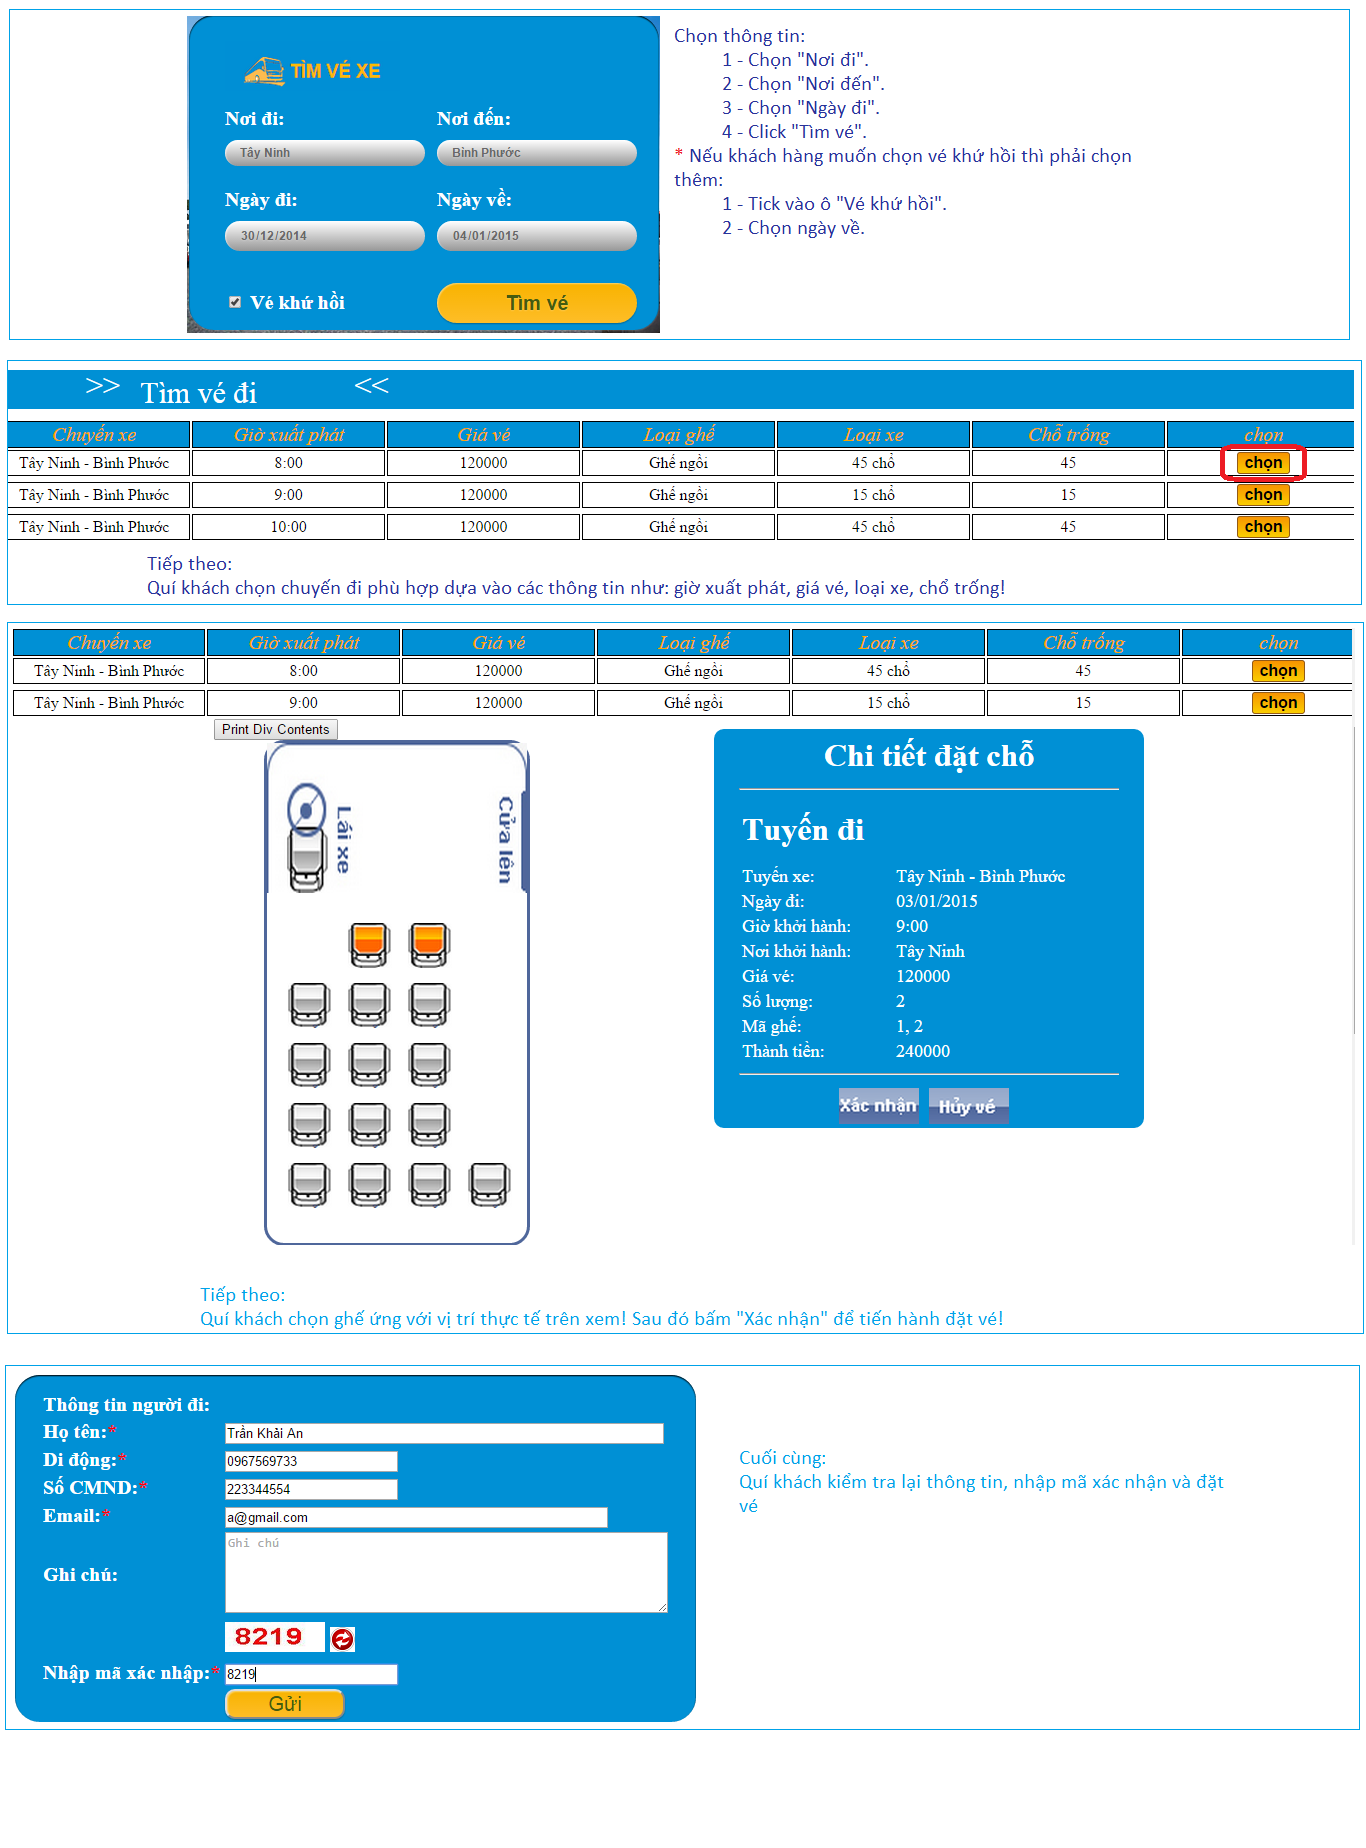 TÌM VÉ XE
Nơi đi: Nơi đến:
Tây Ninh Bình Phước
Ngày đi: Ngày về:
30/12/2014 04/01/2015
Vé khứ hồi Tìm vé
Chọn thông tin:
1 - Chọn "Nơi đi".
2 - Chọn "Nơi đến".
3 - Chọn "Ngày đi".
4 - Click "Tìm vé".
* Nếu khách hàng muốn chọn vé khứ hồi thì phải chọn
thêm:
1 - Tick vào ô "Vé khứ hồi".
2 - Chọn ngày về.
>> Tìm vé đi <<
Chuyến xe Giờ xuất phát Giá vé Loại ghế Loại xe Chỗ trống chọn
Tây Ninh - Bình Phước 8:00 120000 Ghế ngồi 45 chổ 45 chọn
Tây Ninh - Bình Phước 9:00 120000 Ghế ngồi 15 chổ 15 chọn
Tây Ninh - Bình Phước 10:00 120000 Ghế ngồi 45 chổ 45 chọn
Tiếp theo:
Quí khách chọn chuyến đi phù hợp dựa vào các thông tin như: giờ xuất phát, giá vé, loại xe, chổ trống!
Chuyến xe Giờ xuất phát Giá vé Loại ghế Loại xe Chỗ trống chọn
Tây Ninh - Bình Phước 8:00 120000 Ghế ngồi 45 chổ 45 chọn
Tây Ninh - Bình Phước 9:00 120000 Ghế ngồi 15 chổ 15 chọn
Print Div Contents
Lái xe
Cửa lên
Chi tiết đặt chỗ
Tuyến đi
Tuyến xe: Tây Ninh - Bình Phước
Ngày đi: 03/01/2015
Giờ khởi hành: 9:00
Nơi khởi hành: Tây Ninh
Giá vé: 120000
Số lượng: 2
Mã ghế: 1, 2
Thành tiền: 240000
Xác nhận Hủy vé
Tiếp theo:
Quí khách chọn ghế ứng với vị trí thực tế trên xem! Sau đó bấm "Xác nhận" để tiến hành đặt vé!
Thông tin người đi:
Họ tên:* Trần Khải An
Di động:* 0967569733
Số CMND:* 223344554
Email:* a@gmail.com
Ghi chú: Ghi chú
8219
Nhập mã xác nhập:* 8219
Gửi
Cuối cùng:
Quí khách kiểm tra lại thông tin, nhập mã xác nhận và đặt
vé